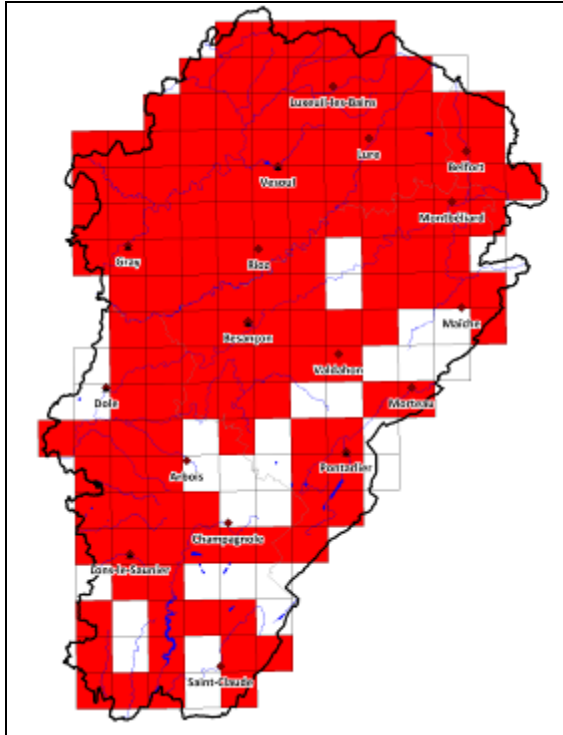 Luxeuil-les-Bains
Lure
Belfort
Vesoul
Montbéliard
Gray
Rioz
Maîche
Besançon
Valdahon
Dole
Morteau
Pontarlier
Arbois
Champagnole
Lons-le-Saunier
Saint-Claude